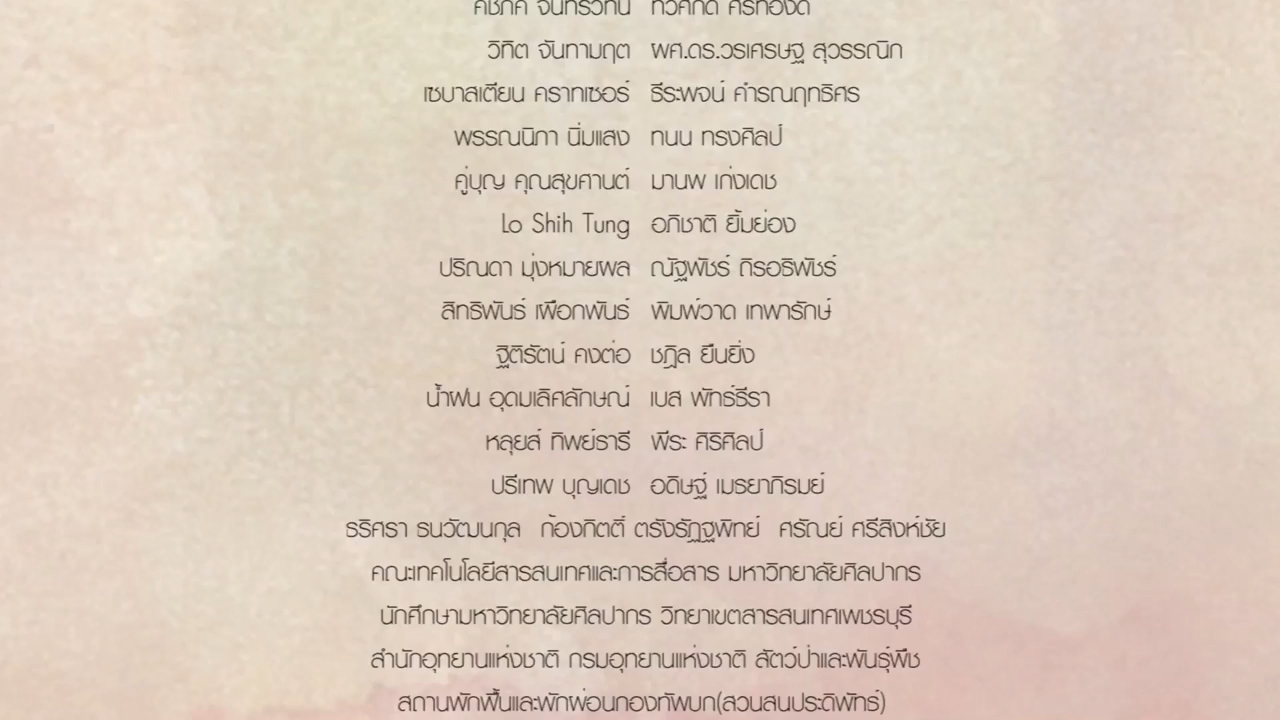 วิทิต จันทามฤต ผศ.ดร.วรเศรษฐ สุวรรณิก
เซบาสเตียน คราทเซอร์ ธีระพจน์ คำรณฤทธิศร
พรรณนิภา นิ่มแสง ทนน ทรงศิลป์
คู่บุญ คุณสุขศานต์ มานพ เก่งเดช
Lo Shih Tung อภิชาติ ยิ้มย่อง
ปริณดา มุ่งหมายผล ณัฐพัชร์ ถิรอธิพัชร์
สิทธิพันธ์ เผือกพันธ์ พิมพ์วาด เทพารักษ์
ฐิติรัตน์ คงต่อ ชฎิล ยืนยิ่ง
น้ำฝน อุดมเลิศลักษณ์ เบส พัทธ์ธีรา
หลุยส์ ทิพย์ธารี พีระ ศิริศิลป์
ปรีเทพ บุญเดช อดิษฐ์ เมธยาภิรมย์
ธริศรา ธนวัฒนกุล ก้องกิตติ์ ตรังรัฏฐพิทย์ ศรัณย์ ศรีสิงห์ชัย
คณะเทคโนโลยีสารสนเทศและการสื่อสาร มหาวิทยาลัยศิลปากร
นักศึกษามหาวิทยาลัยศิลปากร วิทยาเขตสารสนเทศเพชรบุรี
สำนักอุทยานแห่งชาติ กรมอุทยานแห่งชาติ สัตว์ป่าและพันธุ์พืช
สถานพักฟื้นและพักผ่อนกองทัพบก(สวนสนประดิพัทธ์)